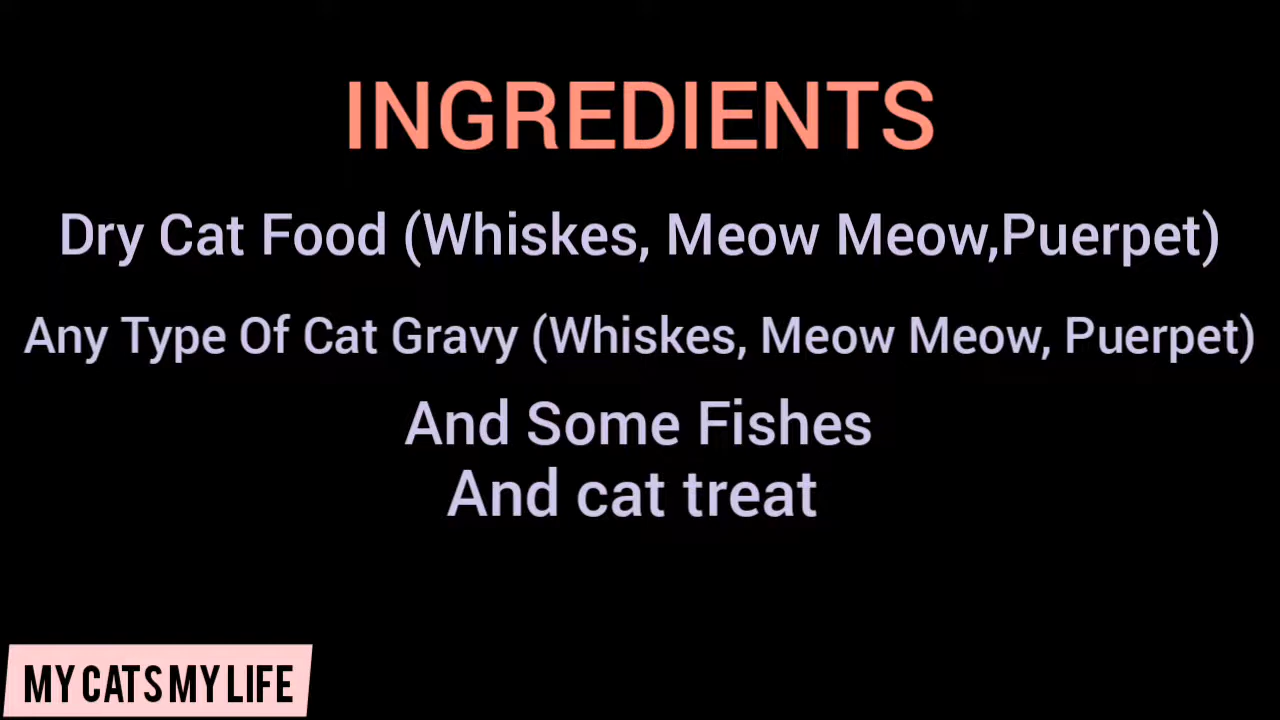 INGREDIENTS
Dry Cat Food (Whiskes, Meow Meow,Puerpet)
Any Type Of Cat Gravy (Whiskes, Meow Meow, Puerpet)
And Some Fishes
And cat treat
MY CATS MY LIFE